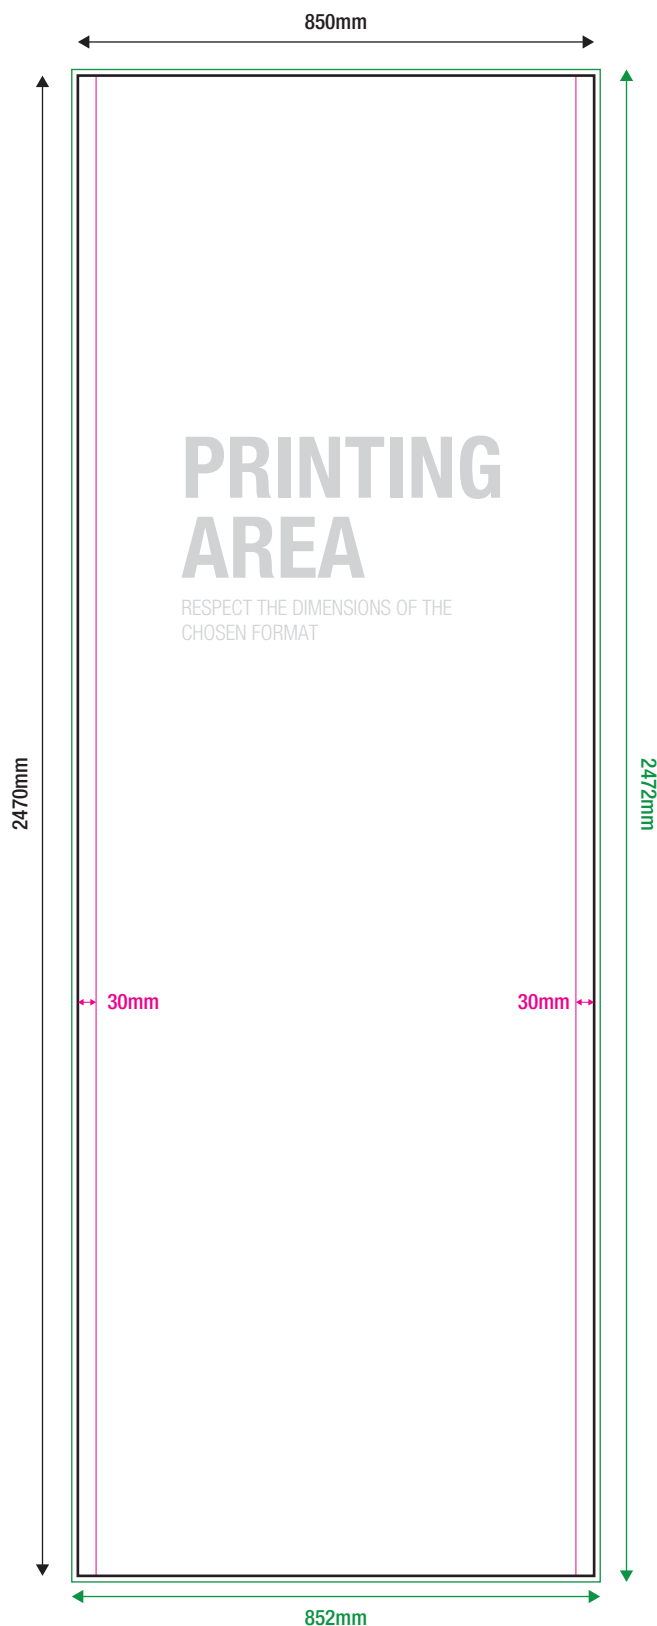 850mm
PRINTING
AREA
RESPECT THE DIMENSIONS OF THE
CHOSEN FORMAT
2470mm
2472mm
30mm
30mm
852mm